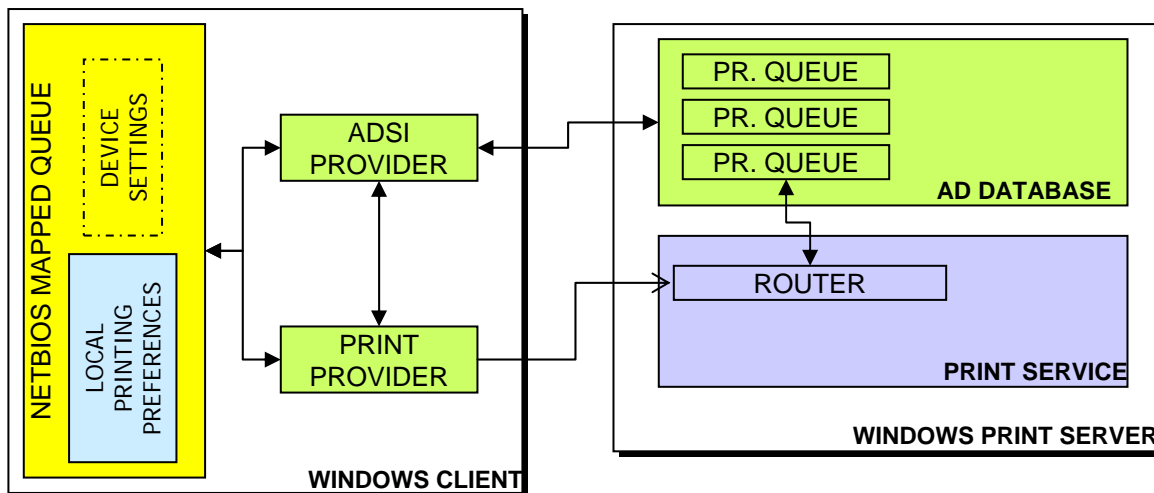 NETBIOS MAPPED QUEUE
DEVICE
SETTINGS
LOCAL
PRINTING
PREFERENCES
ADSI
PROVIDER
PRINT
PROVIDER
WINDOWS CLIENT
PR. QUEUE
PR. QUEUE
PR. QUEUE
AD DATABASE
ROUTER
PRINT SERVICE
WINDOWS PRINT SERVER